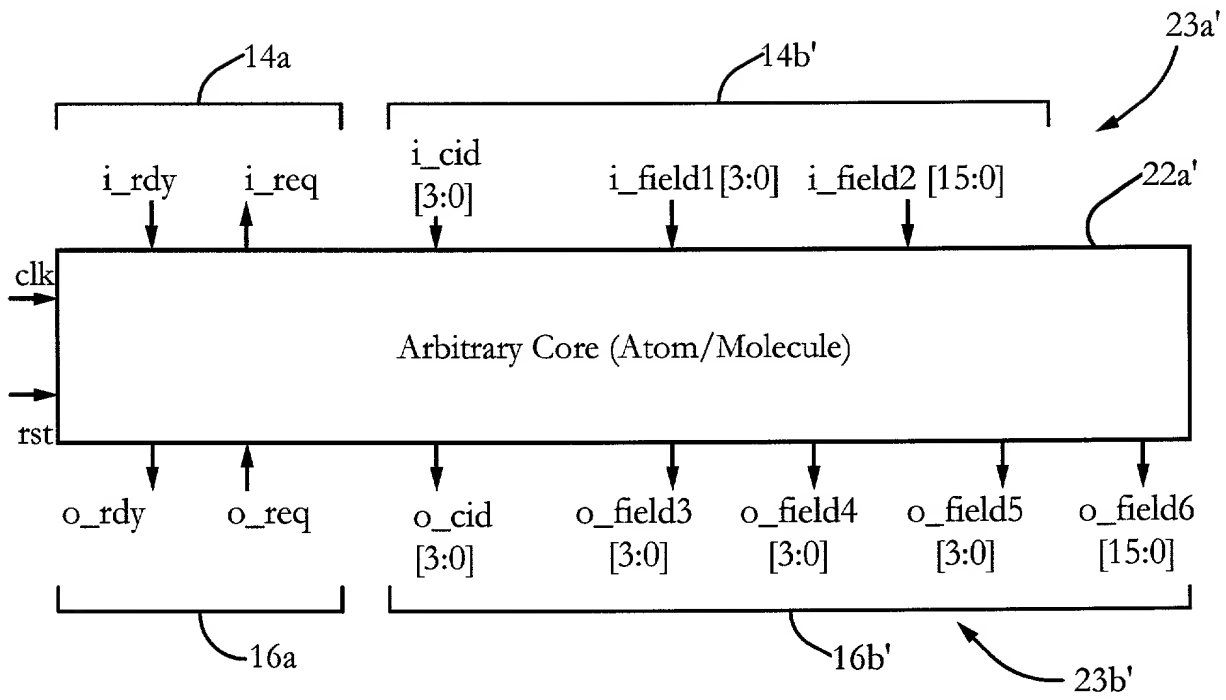 23a'
14a
14b'
i_rdy
i_req
i_cid
[3:0]
i_field1[3:0]
i_field2 [15:0]
22a'
clk
Arbitrary Core (Atom/Molecule)
rst
o_rdy
o_req
o_cid
[3:0]
o_field3
[3:0]
o_field4
[3:0]
o_field5
[3:0]
o_field6
[15:0]
16a
16b'
23b'